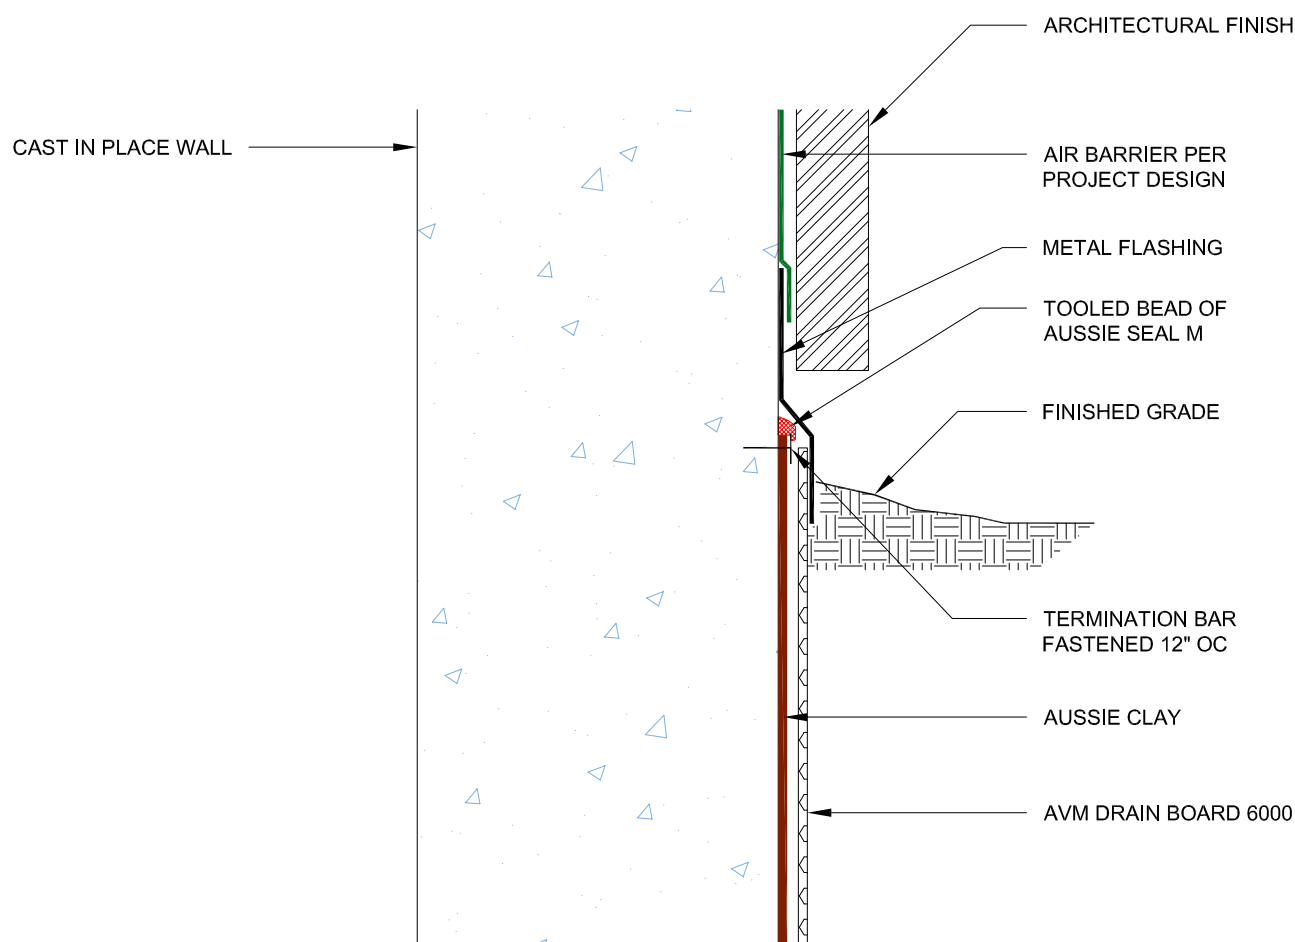 ARCHITECTURAL FINISH
CAST IN PLACE WALL
AIR BARRIER PER
PROJECT DESIGN
METAL FLASHING
TOOLED BEAD OF
AUSSIE SEAL M
FINISHED GRADE
TERMINATION BAR
FASTENED 12" OC
AUSSIE CLAY
AVM DRAIN BOARD 6000